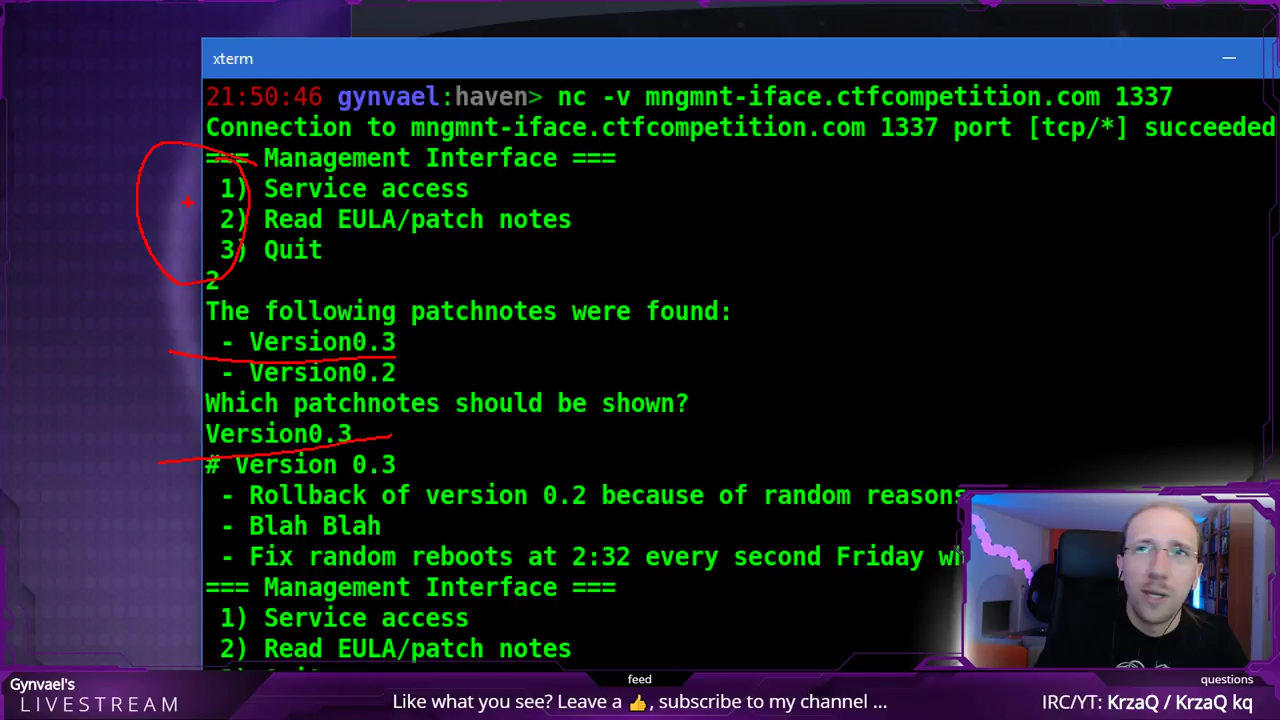 xterm
21:50:46 gynvael:haven> nc -v mngmnt-iface.ctfcompetition.com 1337
Connection to mngmnt-iface.ctfcompetition.com 1337 port [tcp/*] succeeded
=== Management Interface ===
1) Service access
2) Read EULA/patch notes
3) Quit
2
The following patchnotes were found:
- Version0.3
- Version0.2
Which patchnotes should be shown?
Version0.3
# Version 0.3
- Rollback of version 0.2 because of random reasons
- Blah Blah
- Fix random reboots at 2:32 every second Friday
=== Management Interface ===
1) Service access
2) Read EULA/patch notes
Gynvael's
LIVESTREAM
feed
Like what you see? Leave a 👍, subscribe to my channel ...
questions
IRC/YT: KrzaQ / KrzaQ kq